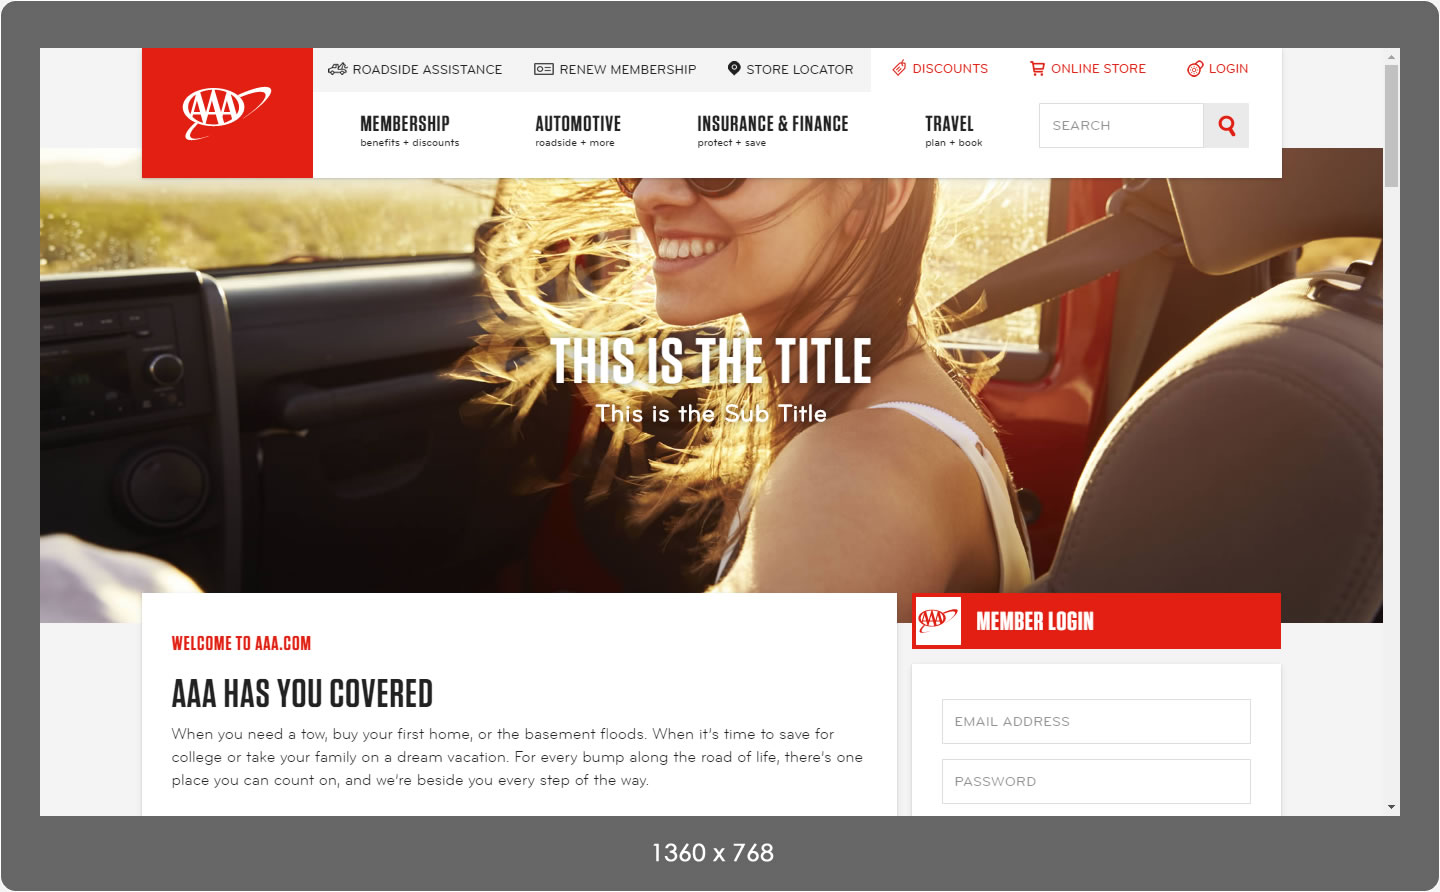 ROADSIDE ASSISTANCE RENEW MEMBERSHIP STORE LOCATOR DISCOUNTS ONLINE STORE LOGIN
AAA
MEMBERSHIP AUTOMOTIVE INSURANCE & FINANCE TRAVEL SEARCH
benefits + discounts roadside + more protect + save plan + book
THIS IS THE TITLE
This is the Sub Title
WELCOME TO AAA.COM
AAA HAS YOU COVERED
When you need a tow, buy your first home, or the basement floods. When it's time to save for
college or take your family on a dream vacation. For every bump along the road of life, there's one
place you can count on, and we're beside you every step of the way.
AAA MEMBER LOGIN
EMAIL ADDRESS
PASSWORD
1360 x 768